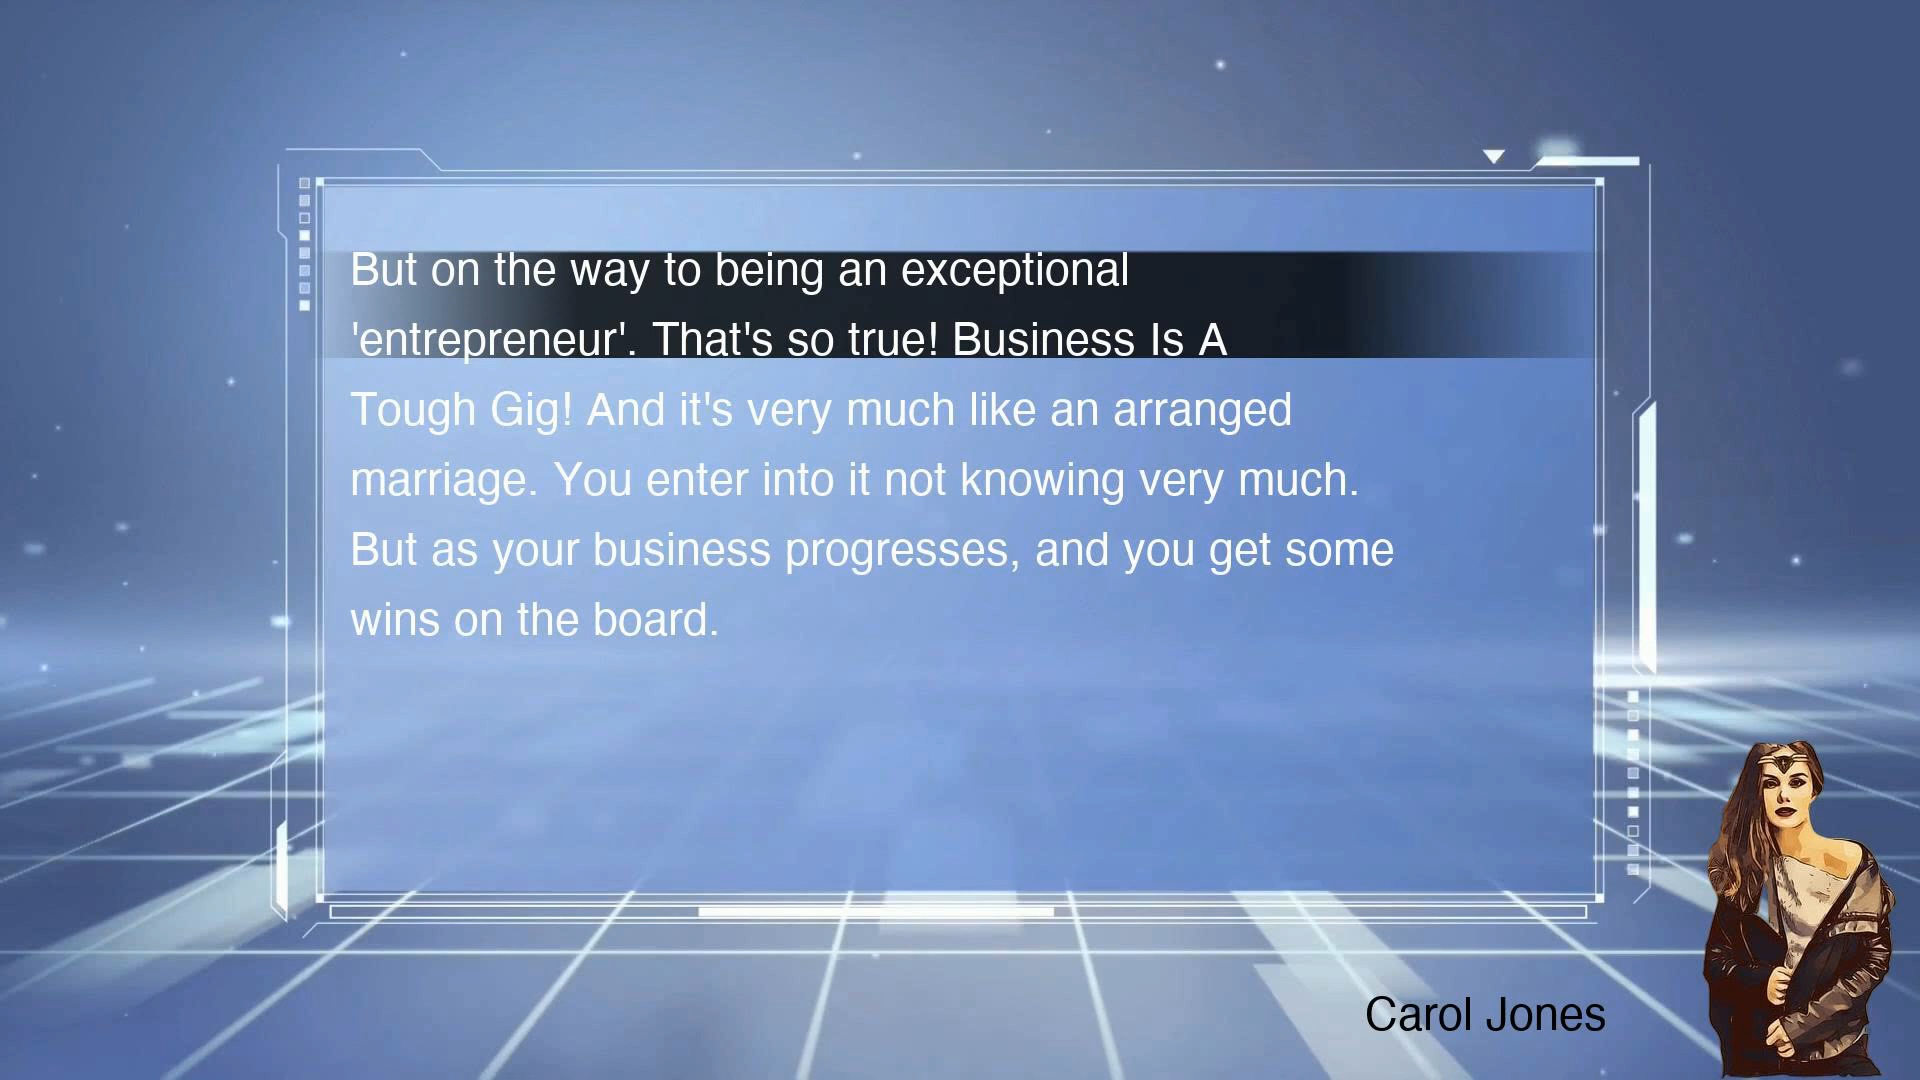 But on the way to being an exceptional
'entrepreneur'. That's so true! Business Is A
Tough Gig! And it's very much like an arranged
marriage. You enter into it not knowing very much.
But as your business progresses, and you get some
wins on the board.
Carol Jones